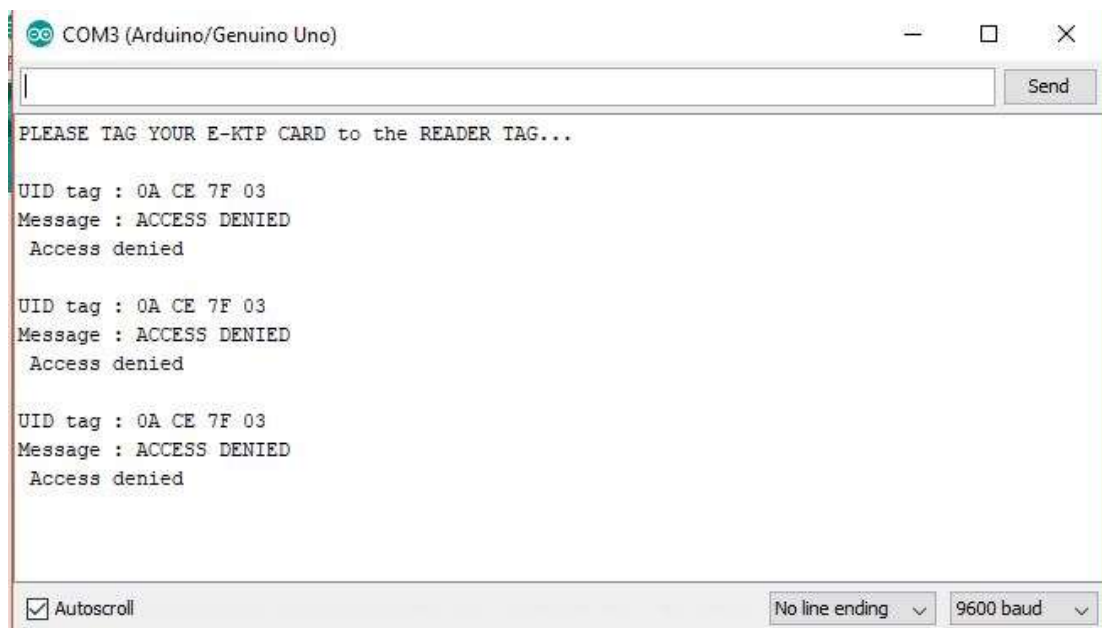 COM3 (Arduino/Genuino Uno)
Send
PLEASE TAG YOUR E-KTP CARD to the READER TAG...
UID tag : 0A CE 7F 03
Message : ACCESS DENIED
Access denied
UID tag : 0A CE 7F 03
Message : ACCESS DENIED
Access denied
UID tag : 0A CE 7F 03
Message : ACCESS DENIED
Access denied
Autoscroll
No line ending
9600 baud